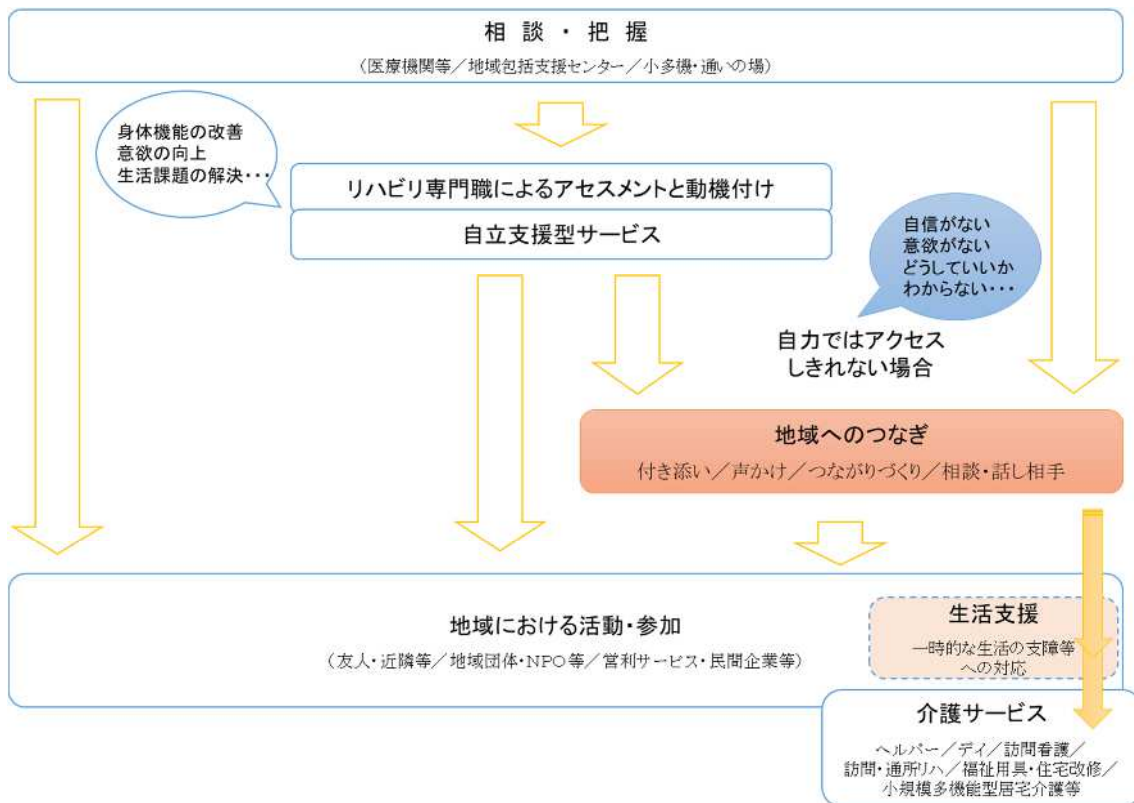 相 談 ・ 把 握
（医療機関等／地域包括支援センター／小多機・通いの場）
身体機能の改善
意欲の向上
生活課題の解決・・・
リハビリ専門職によるアセスメントと動機付け
自立支援型サービス
自信がない
意欲がない
どうしていいか
わからない・・・
自力ではアクセス
しきれない場合
地域へのつなぎ
付き添い／声かけ／つながりづくり／相談・話し相手
地域における活動・参加
（友人・近隣等／地域団体・NPO等／営利サービス・民間企業等）
生活支援
一時的な生活の支障等
への対応
介護サービス
ヘルパー／デイ／訪問看護／
訪問・通所リハ／福祉用具・住宅改修／
小規模多機能型居宅介護等